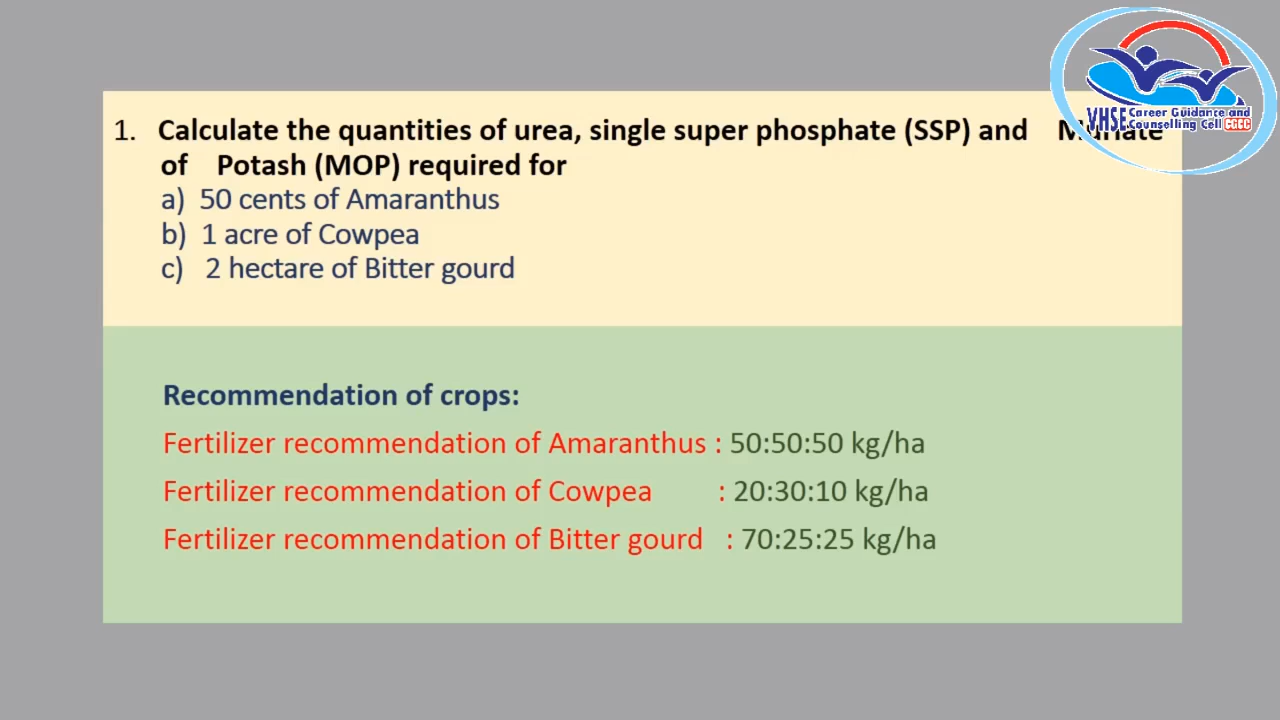 VHSE Career Guidance and
Counselling Cell CGCC
1. Calculate the quantities of urea, single super phosphate (SSP) and Muriate
of Potash (MOP) required for
a) 50 cents of Amaranthus
b) 1 acre of Cowpea
c) 2 hectare of Bitter gourd
Recommendation of crops:
Fertilizer recommendation of Amaranthus : 50:50:50 kg/ha
Fertilizer recommendation of Cowpea : 20:30:10 kg/ha
Fertilizer recommendation of Bitter gourd : 70:25:25 kg/ha